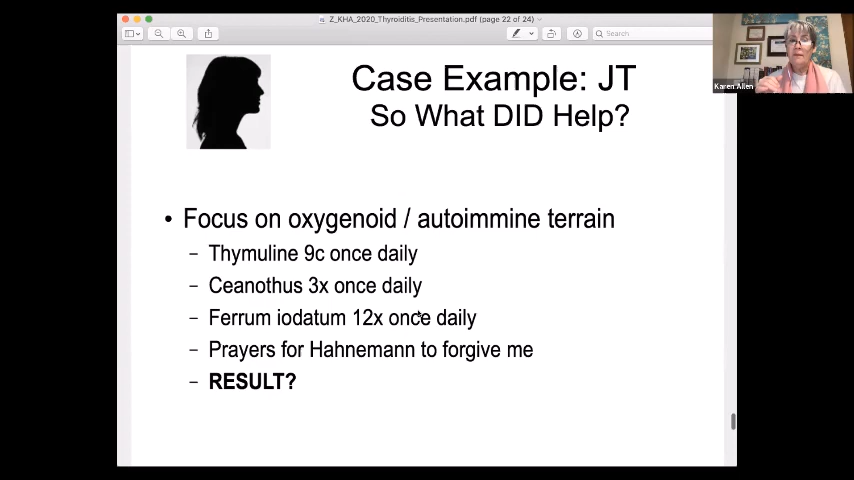 Z_KHA_2020_Thyroiditis_Presentation.pdf (page 22 of 24)
Search
Karen Allen
Case Example: JT
So What DID Help?
• Focus on oxygenoid / autoimmine terrain
– Thymuline 9c once daily
– Ceanothus 3x once daily
– Ferrum iodatum 12x once daily
– Prayers for Hahnemann to forgive me
– RESULT?